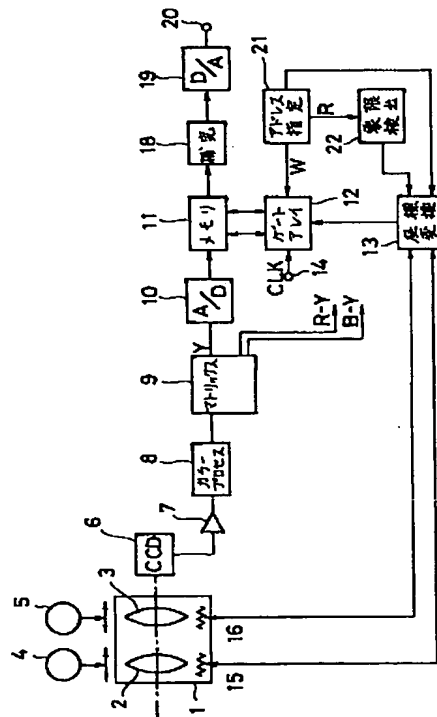 20
19
D/A
18
補完
11
メモリ
10
A/D
Y
9
マトリックス
R-Y
B-Y
8
カラー
プロセス
7
6
CCD
5
4
3
2
1
15
16
21
アドレス
指定
W
R
22
象限
検出
12
ゲート
アレイ
CLK
14
13
座標
変換